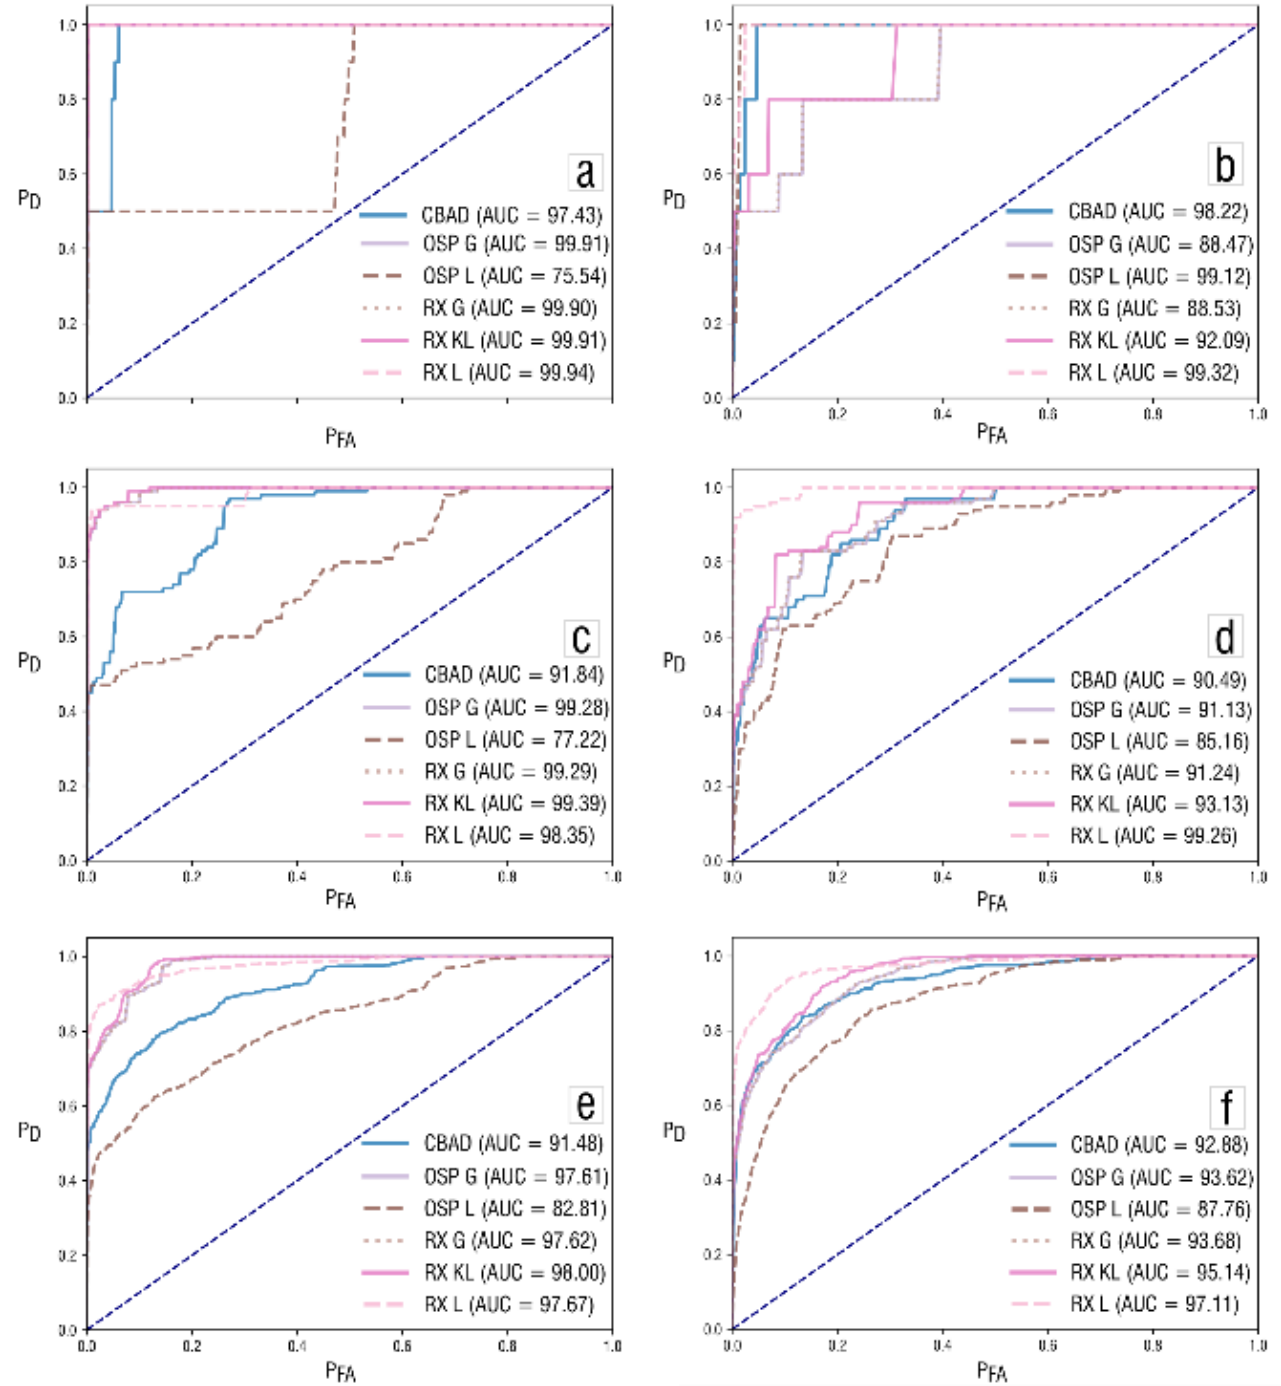 1.0
0.8
0.6
0.4
0.2
0.0
PD
PFA
a
CBAD (AUC = 97.43)
OSP G (AUC = 99.91)
OSP L (AUC = 75.54)
RX G (AUC = 99.90)
RX KL (AUC = 99.91)
RX L (AUC = 99.94)
1.0
0.8
0.6
0.4
0.2
0.0
PD
b
CBAD (AUC = 98.22)
OSP G (AUC = 88.47)
OSP L (AUC = 99.12)
RX G (AUC = 88.53)
RX KL (AUC = 92.09)
RX L (AUC = 99.32)
0.0 0.2 0.4 0.6 0.8 1.0
PFA
1.0
0.8
0.6
0.4
0.2
0.0
PD
c
CBAD (AUC = 91.84)
OSP G (AUC = 99.28)
OSP L (AUC = 77.22)
RX G (AUC = 99.29)
RX KL (AUC = 99.39)
RX L (AUC = 98.35)
0.0 0.2 0.4 0.6 0.8 1.0
PFA
1.0
0.8
0.6
0.4
0.2
0.0
PD
d
CBAD (AUC = 90.49)
OSP G (AUC = 91.13)
OSP L (AUC = 85.16)
RX G (AUC = 91.24)
RX KL (AUC = 93.13)
RX L (AUC = 99.26)
0.0 0.2 0.4 0.6 0.8 1.0
PFA
1.0
0.8
0.6
0.4
0.2
0.0
PD
e
CBAD (AUC = 91.48)
OSP G (AUC = 97.61)
OSP L (AUC = 82.81)
RX G (AUC = 97.62)
RX KL (AUC = 98.00)
RX L (AUC = 97.67)
0.0 0.2 0.4 0.6 0.8 1.0
PFA
1.0
0.8
0.6
0.4
0.2
0.0
PD
f
CBAD (AUC = 92.88)
OSP G (AUC = 93.62)
OSP L (AUC = 87.76)
RX G (AUC = 93.68)
RX KL (AUC = 95.14)
RX L (AUC = 97.11)
0.0 0.2 0.4 0.6 0.8 1.0
PFA